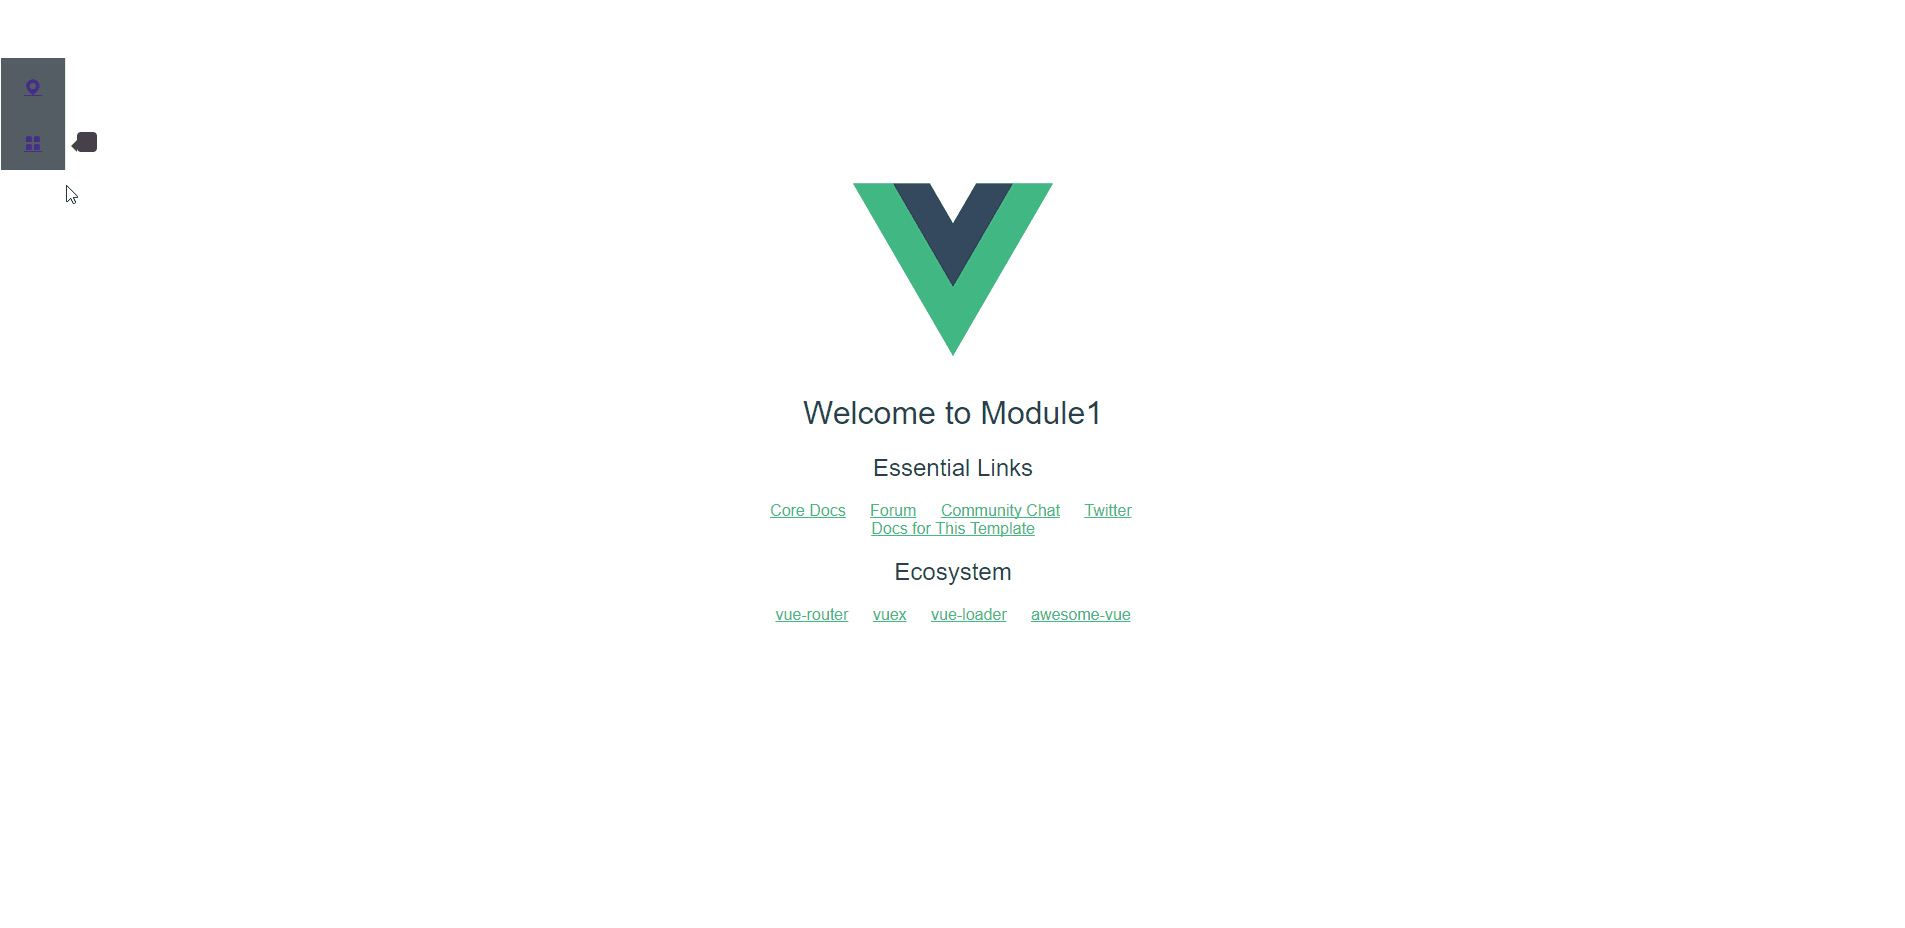 Welcome to Module1
Essential Links
Core Docs Forum Community Chat Twitter
Docs for This Template
Ecosystem
vue-router vuex vue-loader awesome-vue